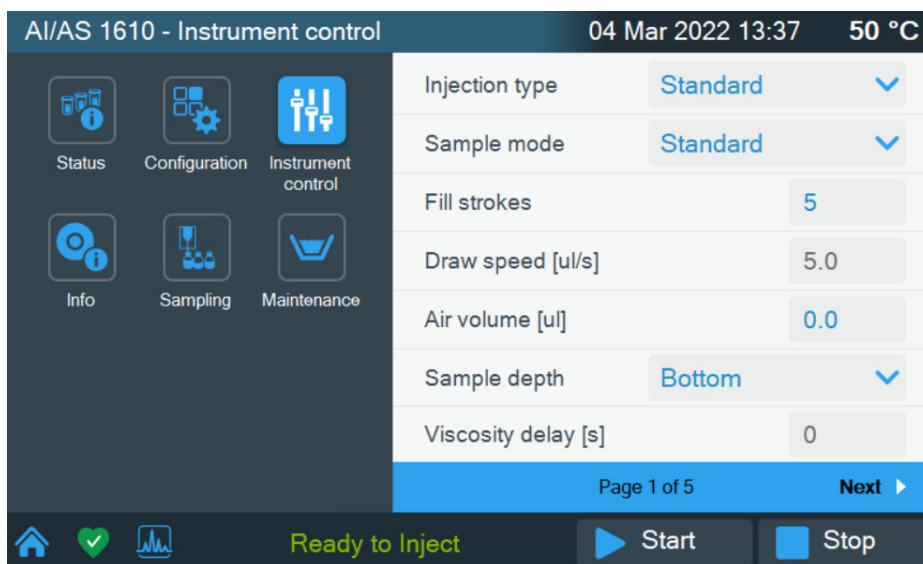 AI/AS 1610 - Instrument control 04 Mar 2022 13:37 50 °C
Status
Configuration
Instrument
control
Info
Sampling
Maintenance
Injection type Standard
Sample mode Standard
Fill strokes 5
Draw speed [ul/s] 5.0
Air volume [ul] 0.0
Sample depth Bottom
Viscosity delay [s] 0
Page 1 of 5 Next
Ready to Inject Start Stop